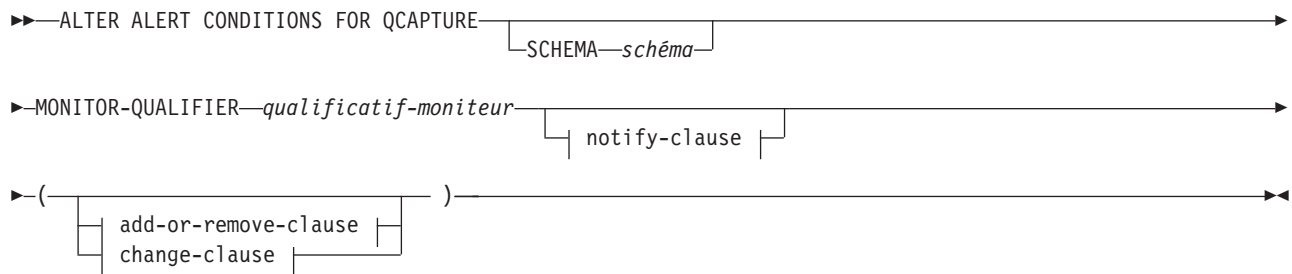 ALTER ALERT CONDITIONS FOR QCAPTURE
SCHEMA schéma
MONITOR-QUALIFIER qualificatif-moniteur
notify-clause
( )
add-or-remove-clause
change-clause